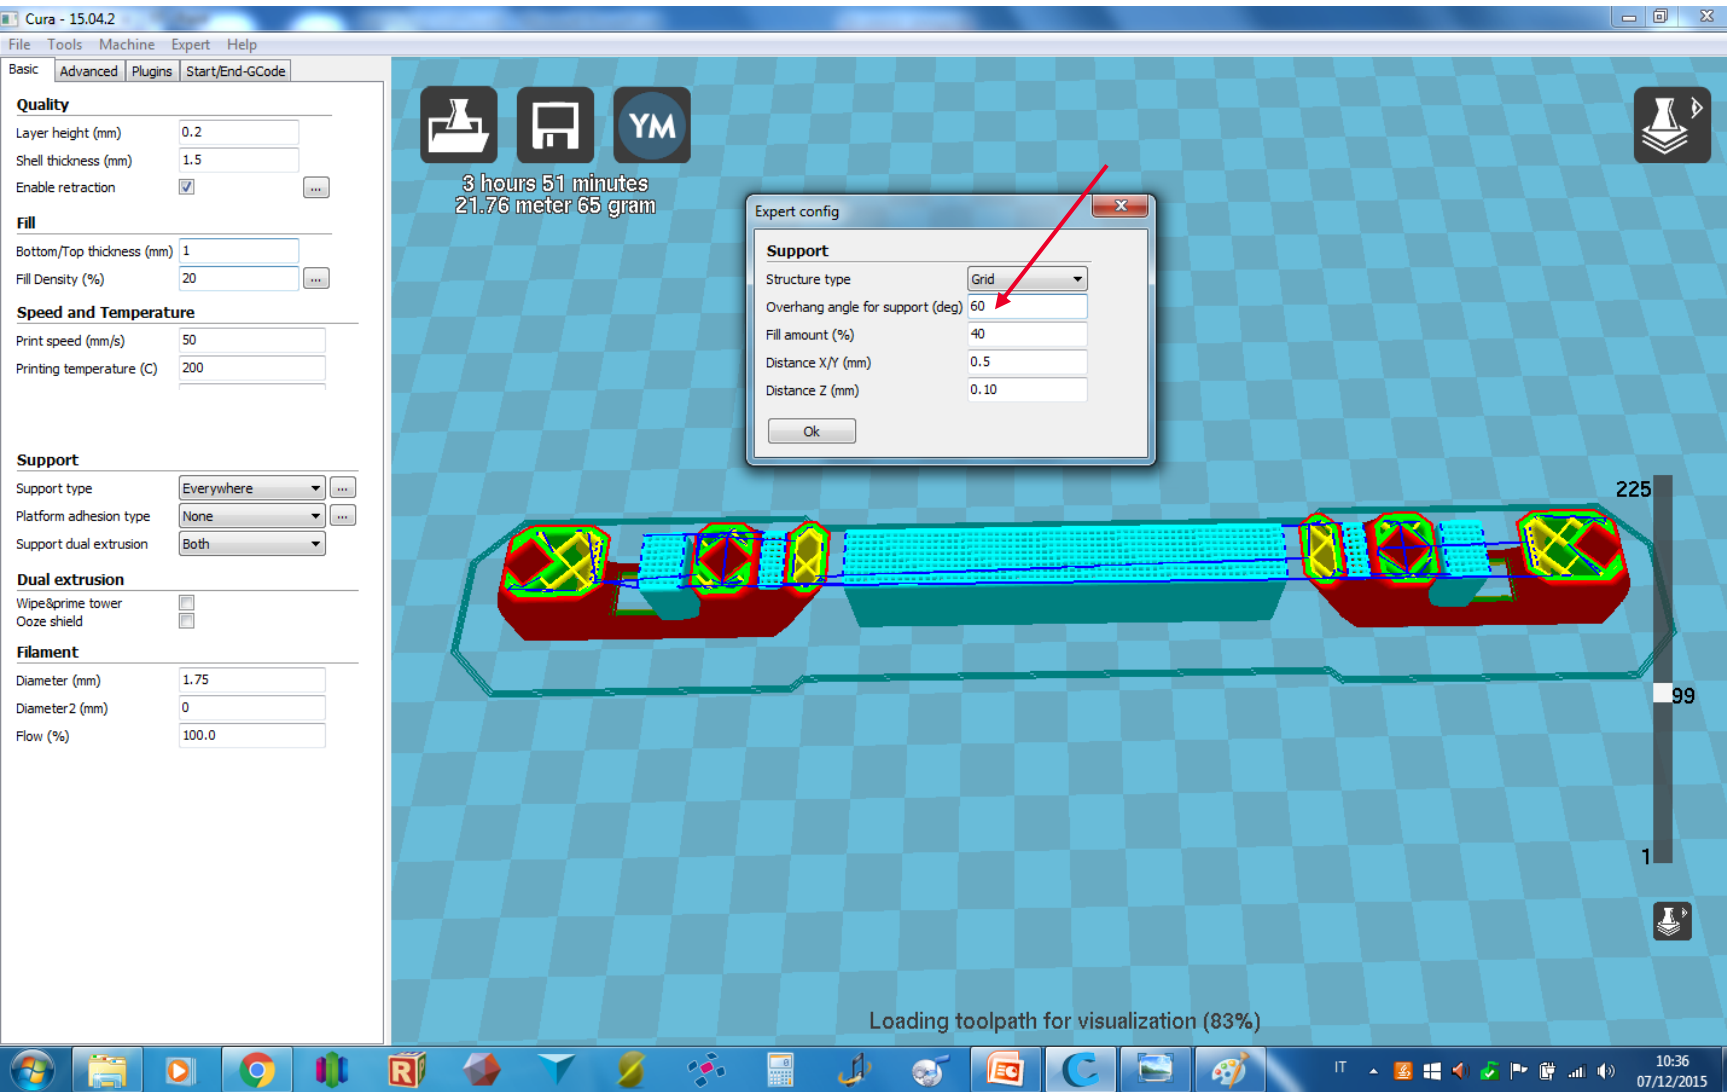 Cura - 15.04.2
File Tools Machine Expert Help
Basic Advanced Plugins Start/End-GCode
Quality
Layer height (mm) 0.2
Shell thickness (mm) 1.5
Enable retraction ...
Fill
Bottom/Top thickness (mm) 1
Fill Density (%) 20 ...
Speed and Temperature
Print speed (mm/s) 50
Printing temperature (C) 200
Support
Support type Everywhere ...
Platform adhesion type None ...
Support dual extrusion Both
Dual extrusion
Wipe&prime tower
Ooze shield
Filament
Diameter (mm) 1.75
Diameter2 (mm) 0
Flow (%) 100.0
YM
3 hours 51 minutes
21.76 meter 65 gram
Expert config
Support
Structure type Grid
Overhang angle for support (deg) 60
Fill amount (%) 40
Distance X/Y (mm) 0.5
Distance Z (mm) 0.10
Ok
225
99
1
Loading toolpath for visualization (83%)
IT
10:36
07/12/2015